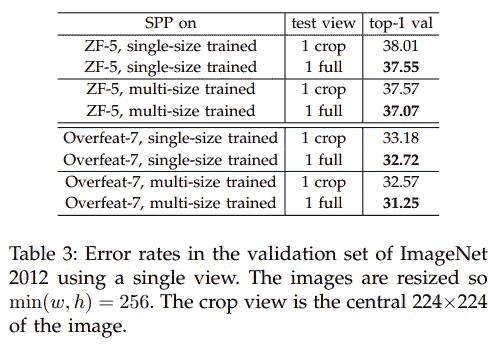 SPP on test view top-1 val
ZF-5, single-size trained 1 crop 38.01
ZF-5, single-size trained 1 full 37.55
ZF-5, multi-size trained 1 crop 37.57
ZF-5, multi-size trained 1 full 37.07
Overfeat-7, single-size trained 1 crop 33.18
Overfeat-7, single-size trained 1 full 32.72
Overfeat-7, multi-size trained 1 crop 32.57
Overfeat-7, multi-size trained 1 full 31.25
Table 3: Error rates in the validation set of ImageNet
2012 using a single view. The images are resized so
min(w, h) = 256. The crop view is the central 224×224
of the image.